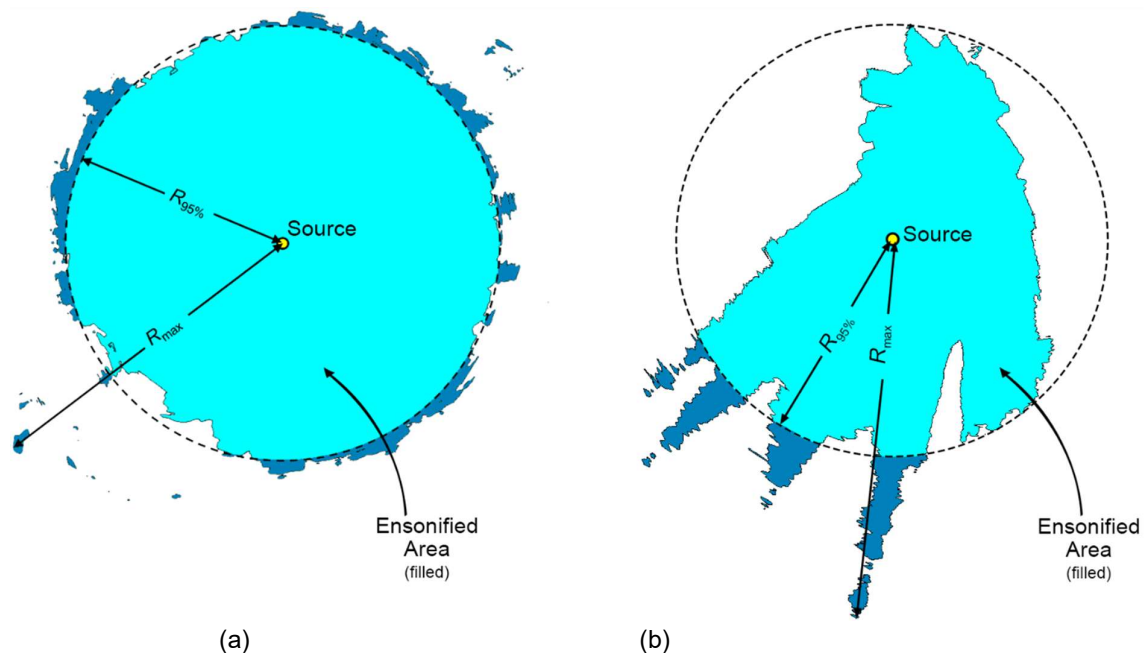 R95%
Source
Rmax
Ensonified
Area
(filled)
(a)
Source
R95%
Rmax
Ensonified
Area
(filled)
(b)